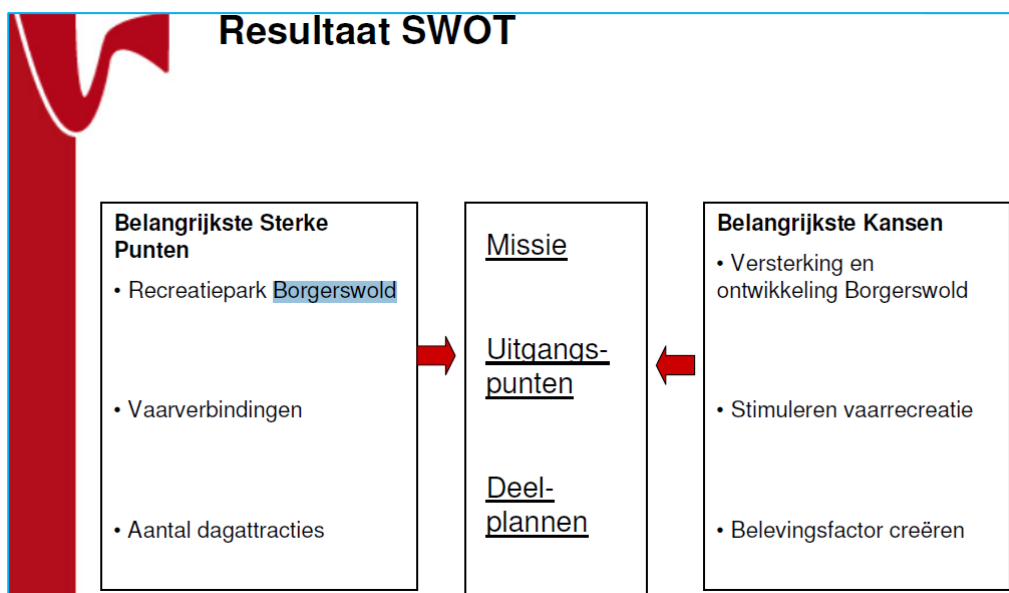 Resultaat SWOT
Belangrijkste Sterke
Punten
• Recreatiepark Borgerswold
• Vaarverbindingen
• Aantal dagattracties
Missie
Uitgangs-
punten
Deel-
plannen
Belangrijkste Kansen
• Versterking en
ontwikkeling Borgerswold
• Stimuleren vaarrecreatie
• Belevingsfactor creëren